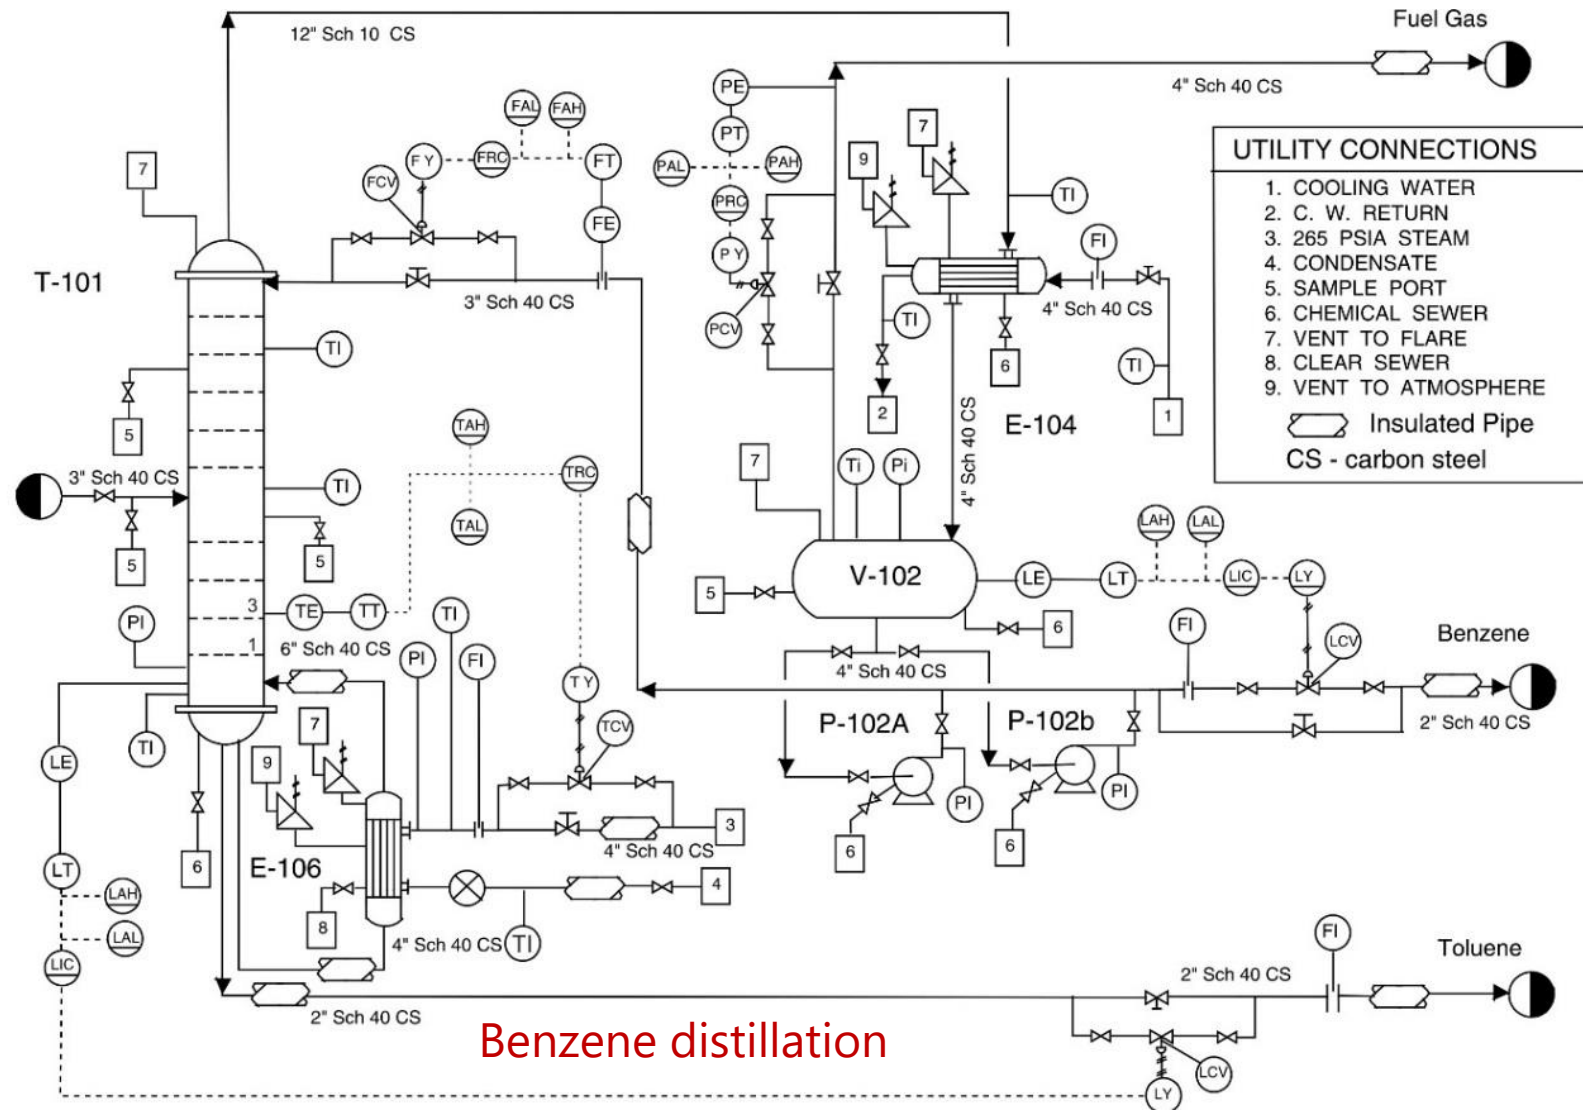 Fuel Gas
12" Sch 10 CS
4" Sch 40 CS
UTILITY CONNECTIONS
1. COOLING WATER
2. C. W. RETURN
3. 265 PSIA STEAM
4. CONDENSATE
5. SAMPLE PORT
6. CHEMICAL SEWER
7. VENT TO FLARE
8. CLEAR SEWER
9. VENT TO ATMOSPHERE
Insulated Pipe
CS - carbon steel
PE
PT
PAL
PAH
PRC
PY
PCV
FAL
FAH
FY
FRC
FT
FCV
FE
7
T-101
3" Sch 40 CS
7
9
TI
FI
4" Sch 40 CS
TI
TI
6
2
1
E-104
4" Sch 40 CS
TI
5
3" Sch 40 CS
TI
5
5
TAH
TRC
TAL
7
Ti
Pi
V-102
5
LE
LT
LAH
LAL
LIC
LY
6
3
1
TE
TT
6" Sch 40 CS
PI
TI
PI
TI
FI
TY
TCV
4" Sch 40 CS
FI
LCV
Benzene
2" Sch 40 CS
P-102A
P-102b
PI
PI
6
6
LE
LT
LAH
LAL
LIC
6
7
9
E-106
8
4" Sch 40 CS
3
4
4" Sch 40 CS
TI
2" Sch 40 CS
2" Sch 40 CS
FI
Toluene
LCV
LY
Benzene distillation